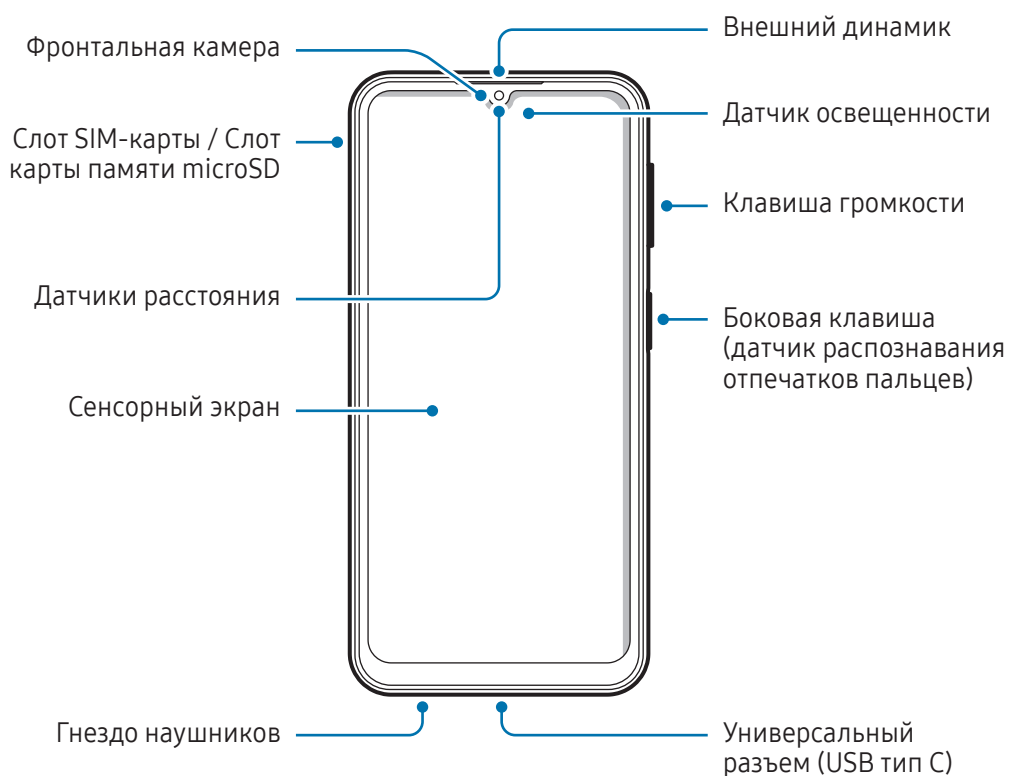 Фронтальная камера
Слот SIM-карты / Слот
карты памяти microSD
Датчики расстояния
Сенсорный экран
Гнездо наушников
Внешний динамик
Датчик освещенности
Клавиша громкости
Боковая клавиша
(датчик распознавания
отпечатков пальцев)
Универсальный
разъем (USB тип C)